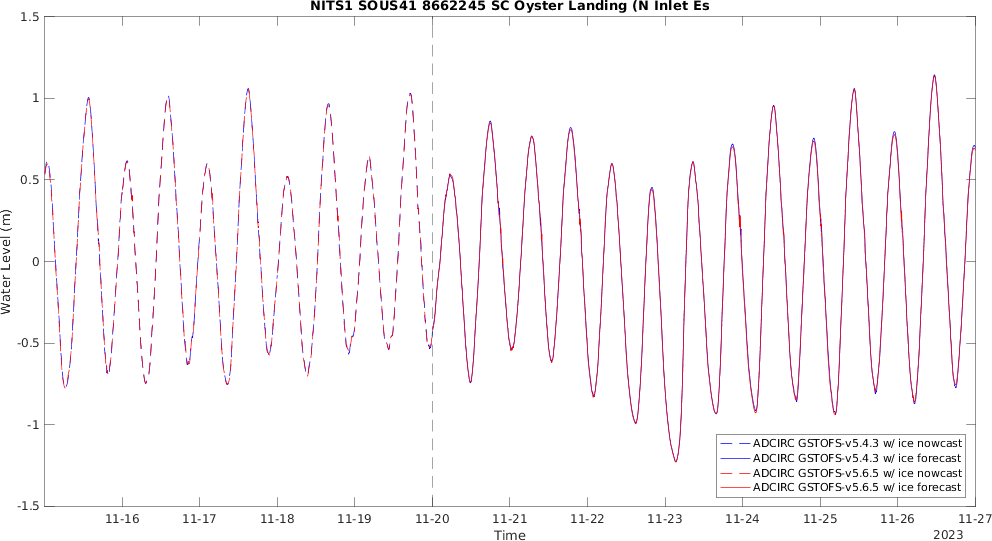 NITS1 SOUS41 8662245 SC Oyster Landing (N Inlet Es
1.5
1
0.5
0
-0.5
-1
-1.5
Water Level (m)
11-16
11-17
11-18
11-19
11-20
11-21
11-22
11-23
11-24
11-25
11-26
11-27
2023
Time
ADCIRC GSTOFS-v5.4.3 w/ ice nowcast
ADCIRC GSTOFS-v5.4.3 w/ ice forecast
ADCIRC GSTOFS-v5.6.5 w/ ice nowcast
ADCIRC GSTOFS-v5.6.5 w/ ice forecast